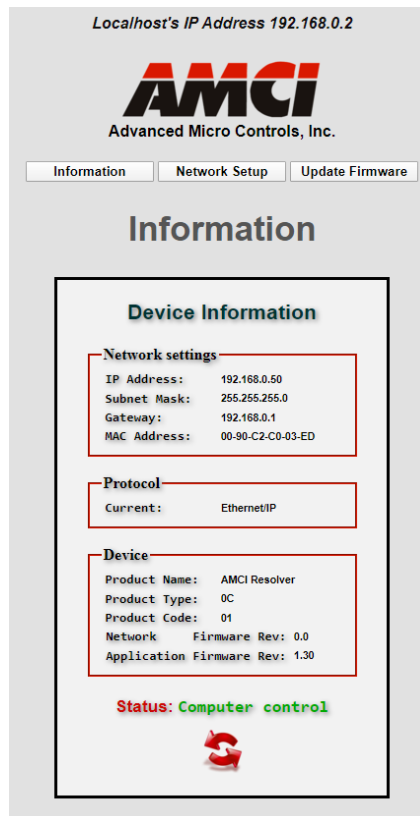 Localhost's IP Address 192.168.0.2
AMCI
Advanced Micro Controls, Inc.
Information Network Setup Update Firmware
Information
Device Information
Network settings
IP Address: 192.168.0.50
Subnet Mask: 255.255.255.0
Gateway: 192.168.0.1
MAC Address: 00-90-C2-C0-03-ED
Protocol
Current: Ethernet/IP
Device
Product Name: AMCI Resolver
Product Type: 0C
Product Code: 01
Network Firmware Rev: 0.0
Application Firmware Rev: 1.30
Status: Computer control